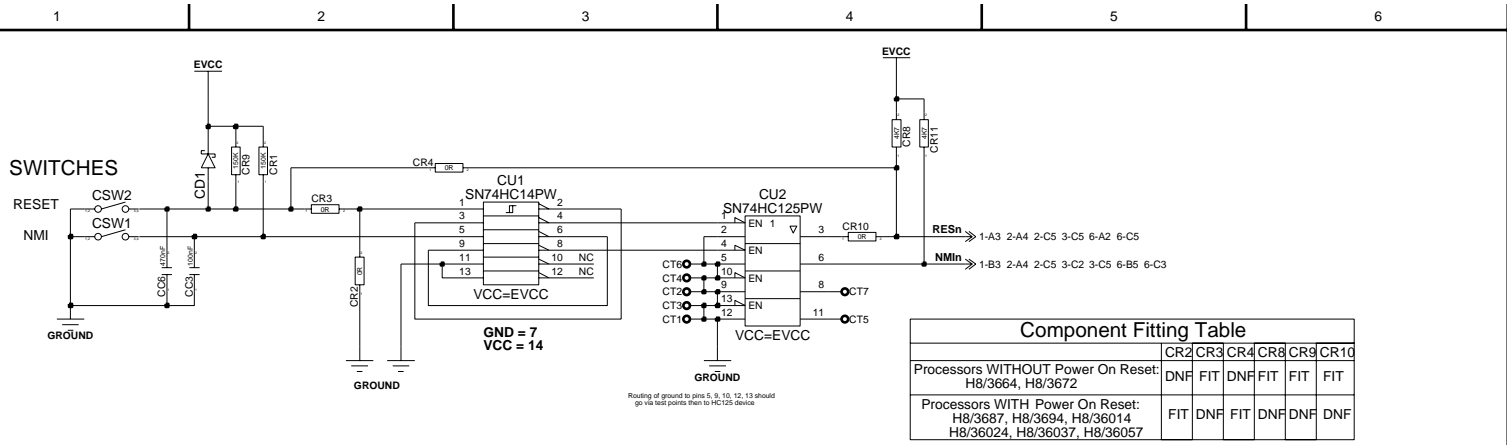 1 2 3 4 5 6
EVCC
EVCC
SWITCHES
RESET
NMI
CSW2
CSW1
CD1
150K
CR9
150K
CR1
CR4
0R
4K7
CR8
4K7
CR11
CR3
0R
CR2
0R
470nF
CC6
100nF
CC3
GROUND
CU1
SN74HC14PW
1 2
3 4
5 6
9 8
11 10 NC
13 12 NC
VCC=EVCC
GND = 7
VCC = 14
GROUND
CU2
SN74HC125PW
1 EN 1
2 3
4 EN
5 6
10 EN
9 8
13 EN
12 11
VCC=EVCC
CR10
0R
CT6
CT4
CT2
CT3
CT1
CT7
CT5
RESn 1-A3 2-A4 2-C5 3-C5 6-A2 6-C5
NMIn 1-B3 2-A4 2-C5 3-C2 3-C5 6-B5 6-C3
GROUND
Routing of ground to pins 5, 9, 10, 12, 13 should
go via test points then to HC125 device
Component Fitting Table
CR2 CR3 CR4 CR8 CR9 CR10
Processors WITHOUT Power On Reset:
H8/3664, H8/3672
DNF FIT DNF FIT FIT FIT
Processors WITH Power On Reset:
H8/3687, H8/3694, H8/36014
H8/36024, H8/36037, H8/36057
FIT DNF FIT DNF DNF DNF